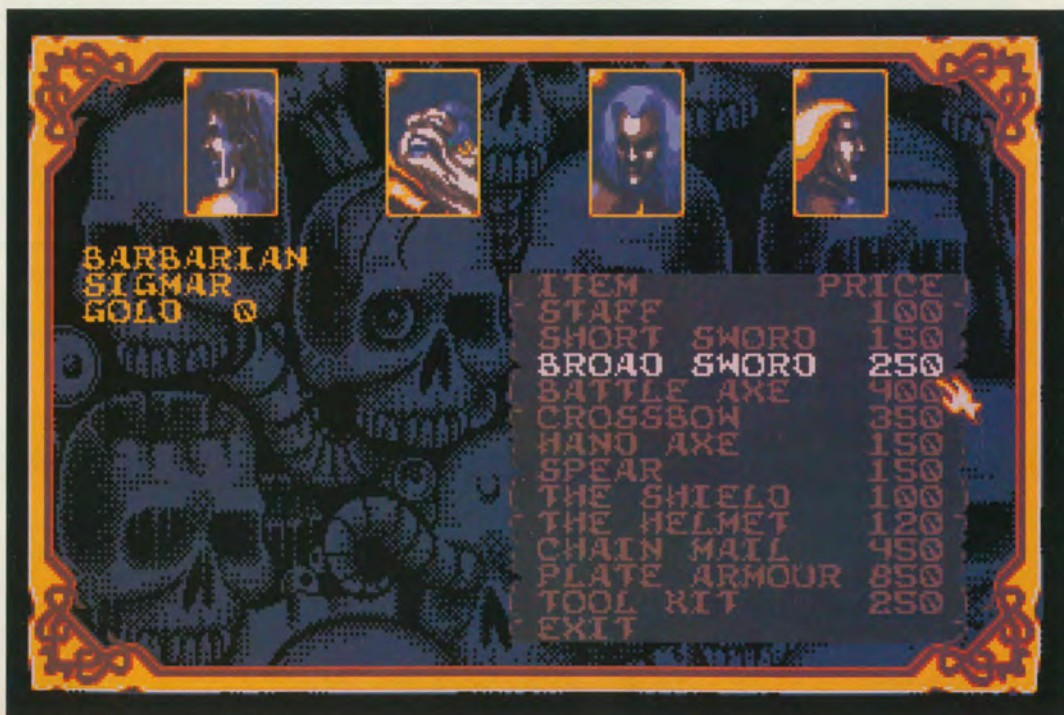 BARBARIAN
SIGMAR
GOLD 0
ITEM PRICE
STAFF 100
SHORT SWORD 150
BROAD SWORD 250
BATTLE AXE 400
CROSSBOW 350
HAND AXE 150
SPEAR 150
THE SHIELD 100
THE HELMET 120
CHAIN MAIL 450
PLATE ARMOUR 850
TOOL KIT 250
EXIT